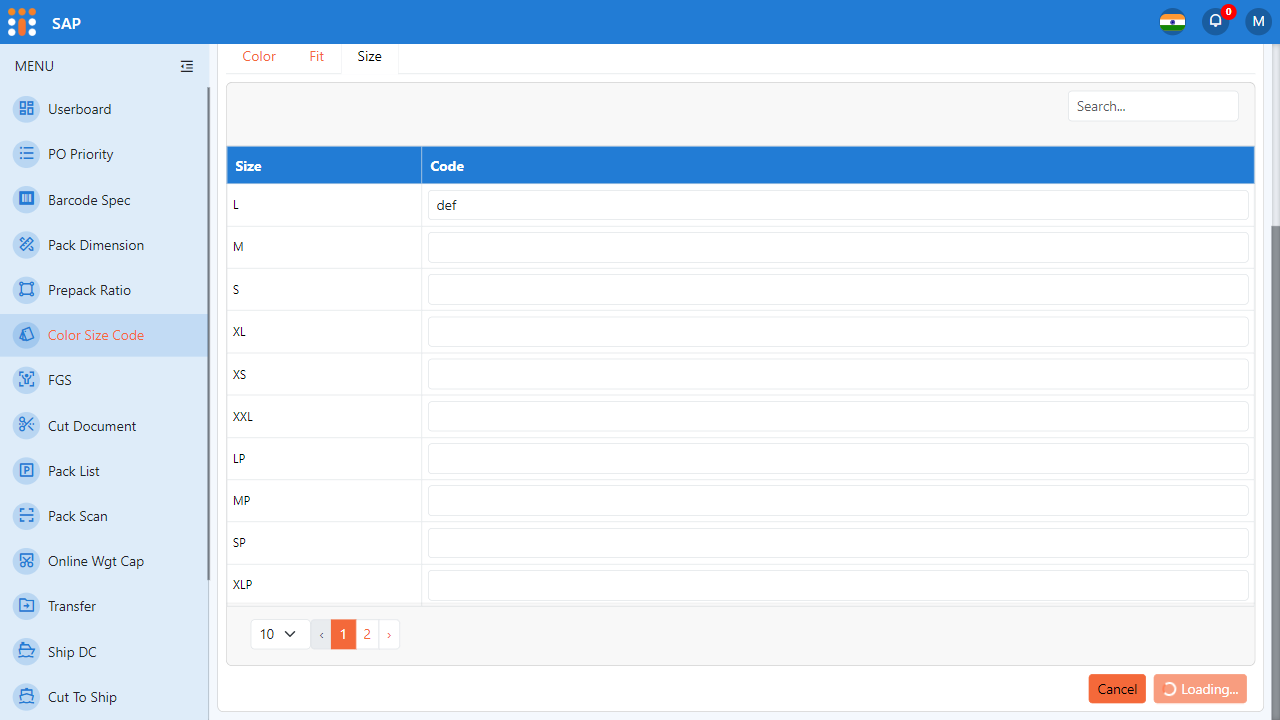 SAP
0
M
MENU
Userboard
PO Priority
Barcode Spec
Pack Dimension
Prepack Ratio
Color Size Code
FGS
Cut Document
Pack List
Pack Scan
Online Wgt Cap
Transfer
Ship DC
Cut To Ship
Color Fit Size
Search...
Size Code
L def
M
S
XL
XS
XXL
LP
MP
SP
XLP
10 ‹ 1 2 ›
Cancel Loading...